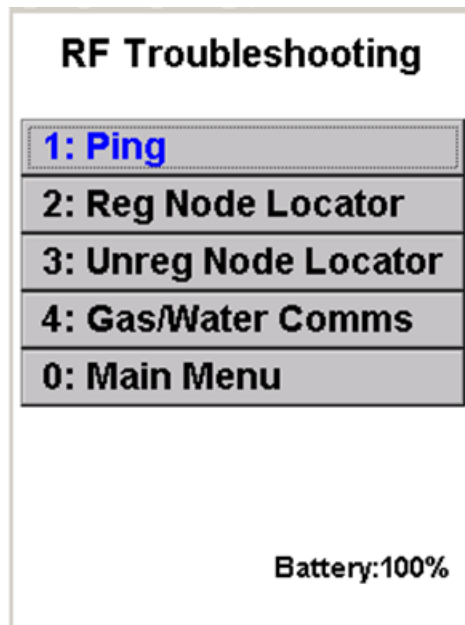 RF Troubleshooting
1: Ping
2: Reg Node Locator
3: Unreg Node Locator
4: Gas/Water Comms
0: Main Menu
Battery:100%